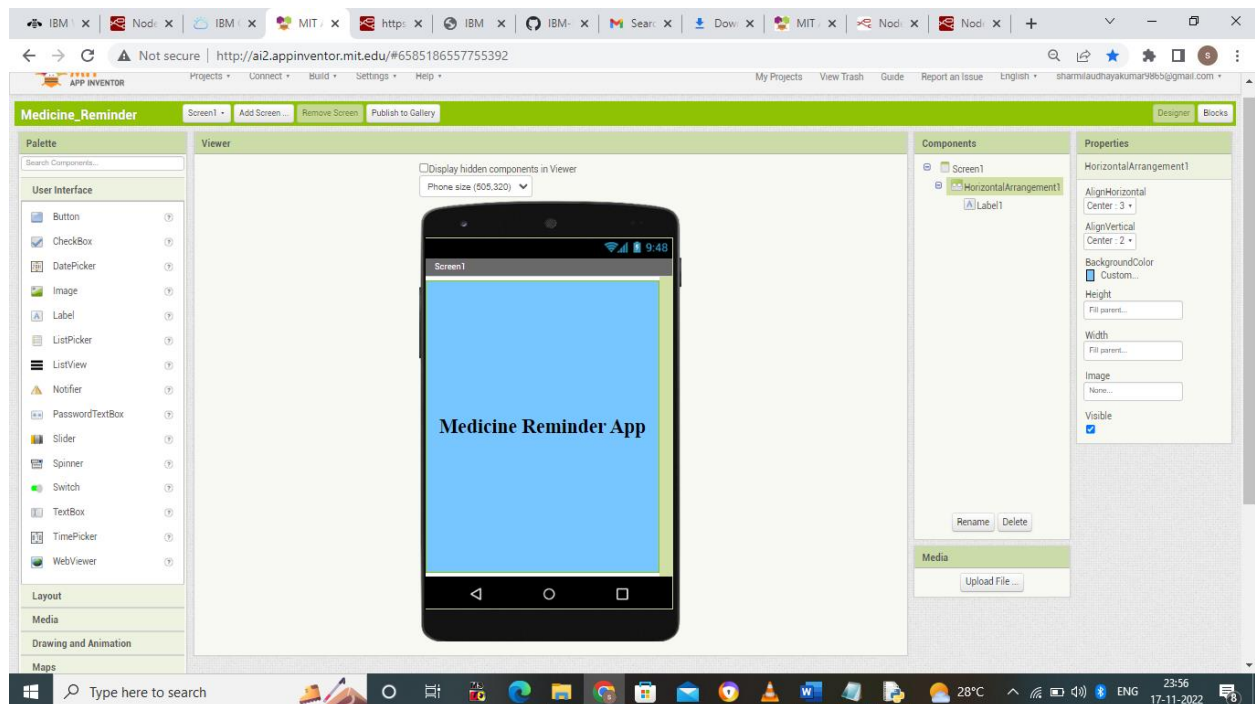 IBM
Node
IBM
MIT
https
IBM
IBM-
Sear
Dow
MIT
Node
Node
Not secure | http://ai2.appinventor.mit.edu/#6585186557755392
APP INVENTOR
Projects Connect Build Settings Help
My Projects View Trash Guide Report an Issue English sharmilaudhayakumar9865@gmail.com
Medicine_Reminder
Screen1 Add Screen ... Remove Screen Publish to Gallery
Designer Blocks
Palette
Search Components...
User Interface
Button
CheckBox
DatePicker
Image
Label
ListPicker
ListView
Notifier
PasswordTextBox
Slider
Spinner
Switch
TextBox
TimePicker
WebViewer
Layout
Media
Drawing and Animation
Maps
Viewer
Display hidden components in Viewer
Phone size (505,320)
9:48
Screen1
Medicine Reminder App
Components
Screen1
HorizontalArrangement1
Label1
Rename Delete
Media
Upload File ...
Properties
HorizontalArrangement1
AlignHorizontal
Center : 3
AlignVertical
Center : 2
BackgroundColor
Custom...
Height
Fill parent...
Width
Fill parent...
Image
None...
Visible
Type here to search
28°C
ENG
23:56
17-11-2022